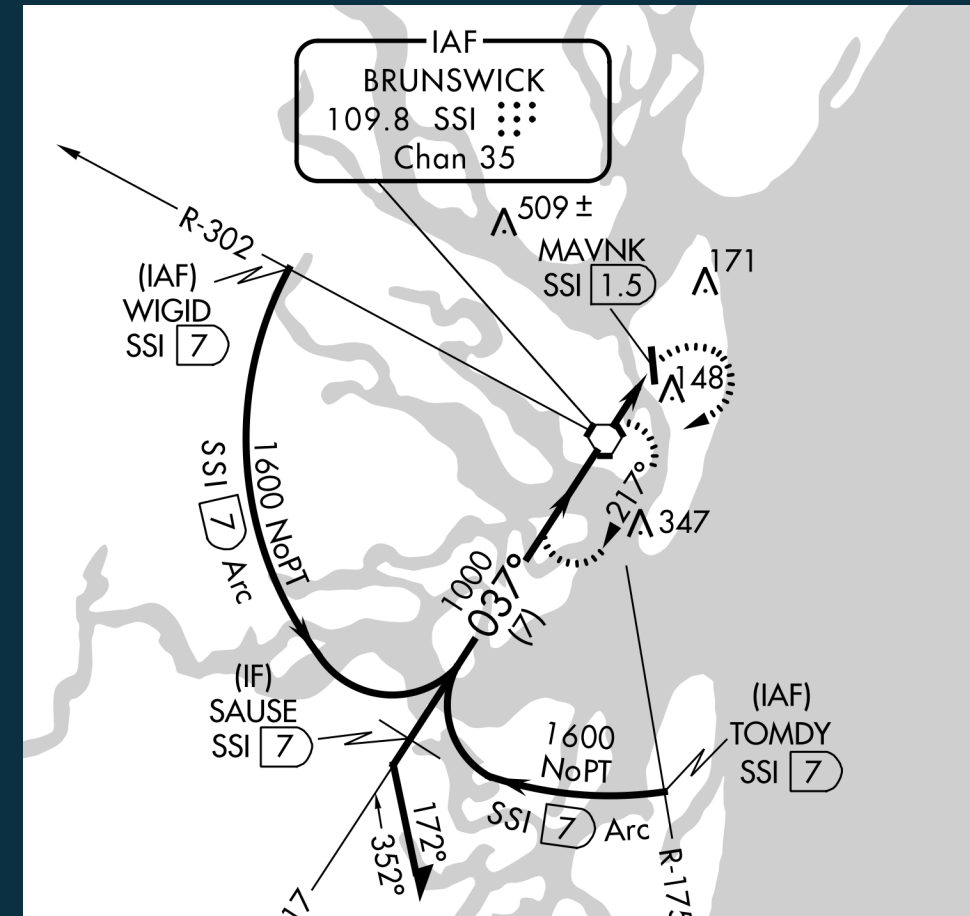 IAF
BRUNSWICK
109.8 SSI
Chan 35
R-302
509 ±
MAVNK
SSI 1.5
171
(IAF)
WIGID
SSI 7
148
1600 NoPT
SSI 7 Arc
217°
347
1000
037°
(7)
(IF)
SAUSE
SSI 7
(IAF)
TOMDY
SSI 7
1600
NoPT
SSI 7 Arc
172°
352°
R-175
17